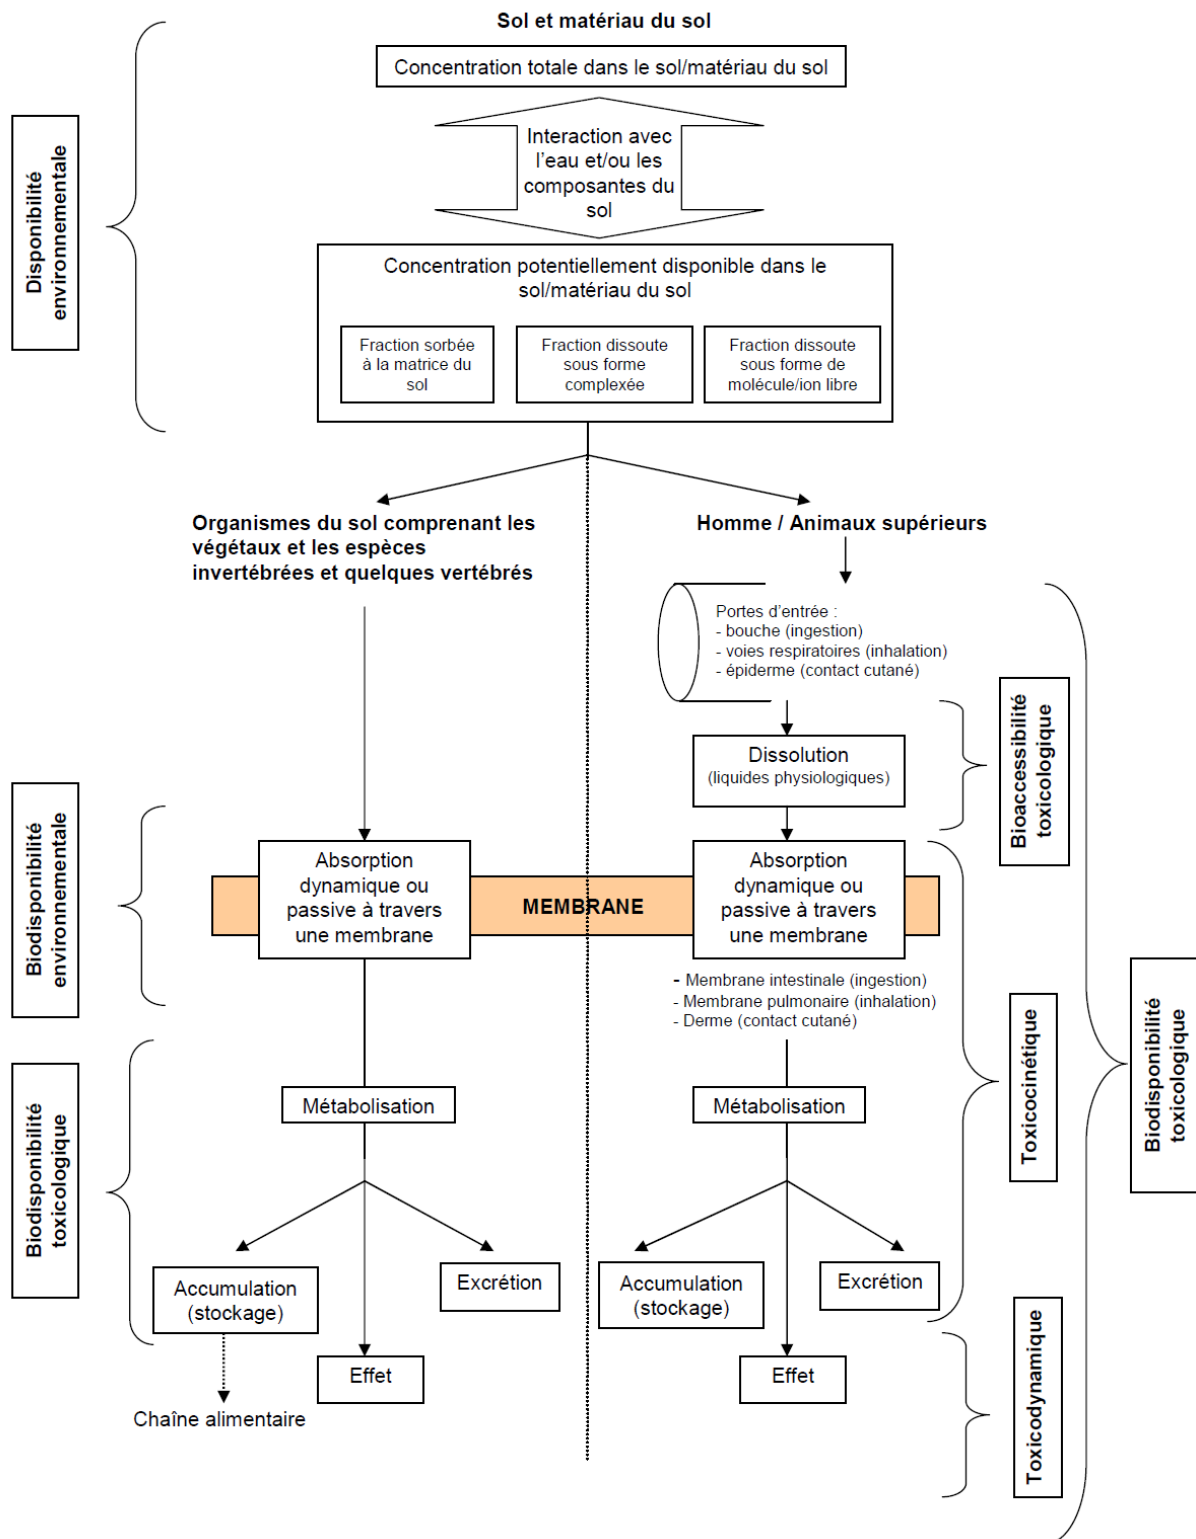 Sol et matériau du sol
Concentration totale dans le sol/matériau du sol
Interaction avec
l'eau et/ou les
composantes du
sol
Disponibilité
environnementale
Concentration potentiellement disponible dans le
sol/matériau du sol
Fraction sorbée
à la matrice du
sol
Fraction dissoute
sous forme
complexée
Fraction dissoute
sous forme de
molécule/ion libre
Organismes du sol comprenant les
végétaux et les espèces
invertébrées et quelques vertébrés
Homme / Animaux supérieurs
Portes d'entrée :
- bouche (ingestion)
- voies respiratoires (inhalation)
- épiderme (contact cutané)
Dissolution
(liquides physiologiques)
Bioaccessibilité
toxicologique
Biodisponibilité
environnementale
Absorption
dynamique ou
passive à travers
une membrane
MEMBRANE
Absorption
dynamique ou
passive à travers
une membrane
- Membrane intestinale (ingestion)
- Membrane pulmonaire (inhalation)
- Derme (contact cutané)
Biodisponibilité
toxicologique
Métabolisation
Métabolisation
Toxicocinétique
Biodisponibilité
toxicologique
Accumulation
(stockage)
Excrétion
Accumulation
(stockage)
Excrétion
Effet
Effet
Chaîne alimentaire
Toxicodynamique